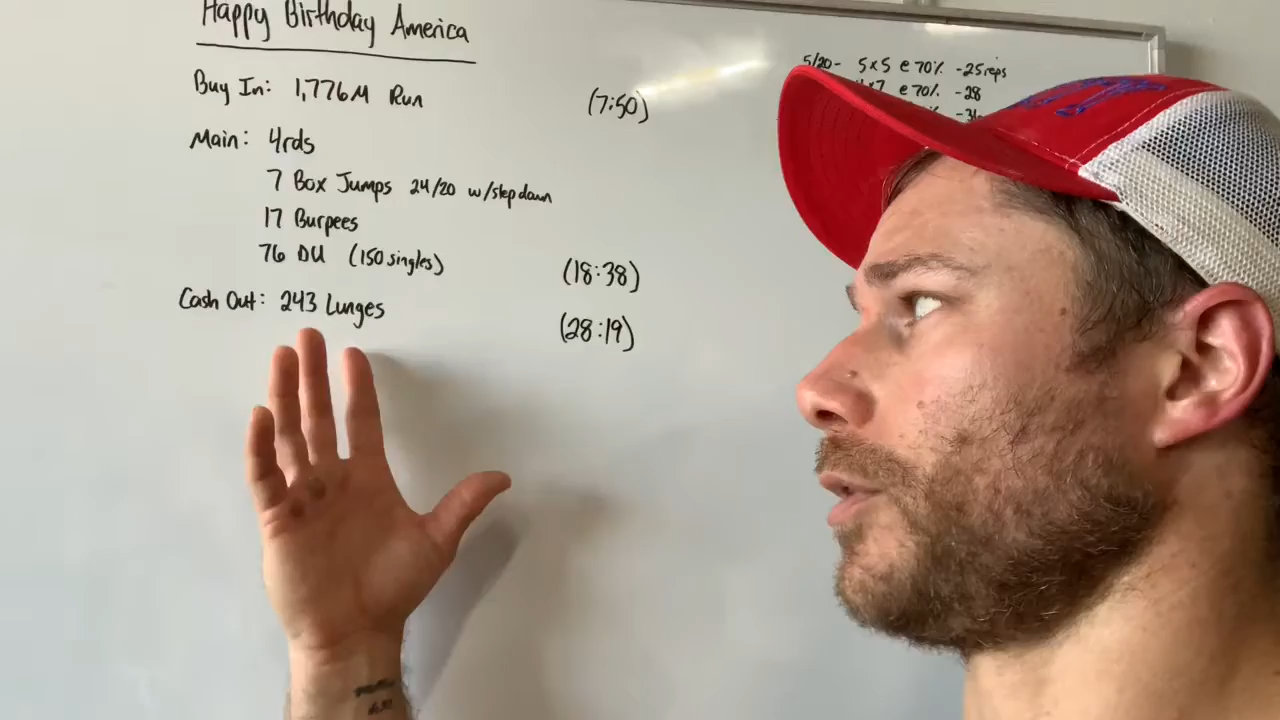 Happy Birthday America
Buy In: 1,776M Run (7:50)
Main: 4rds
7 Box Jumps 24/20 w/step down
17 Burpees
76 DU (150 singles) (18:38)
Cash Out: 243 Lunges (28:19)
5/20- 5x5 @ 70% -25reps
x7 @ 70% -28